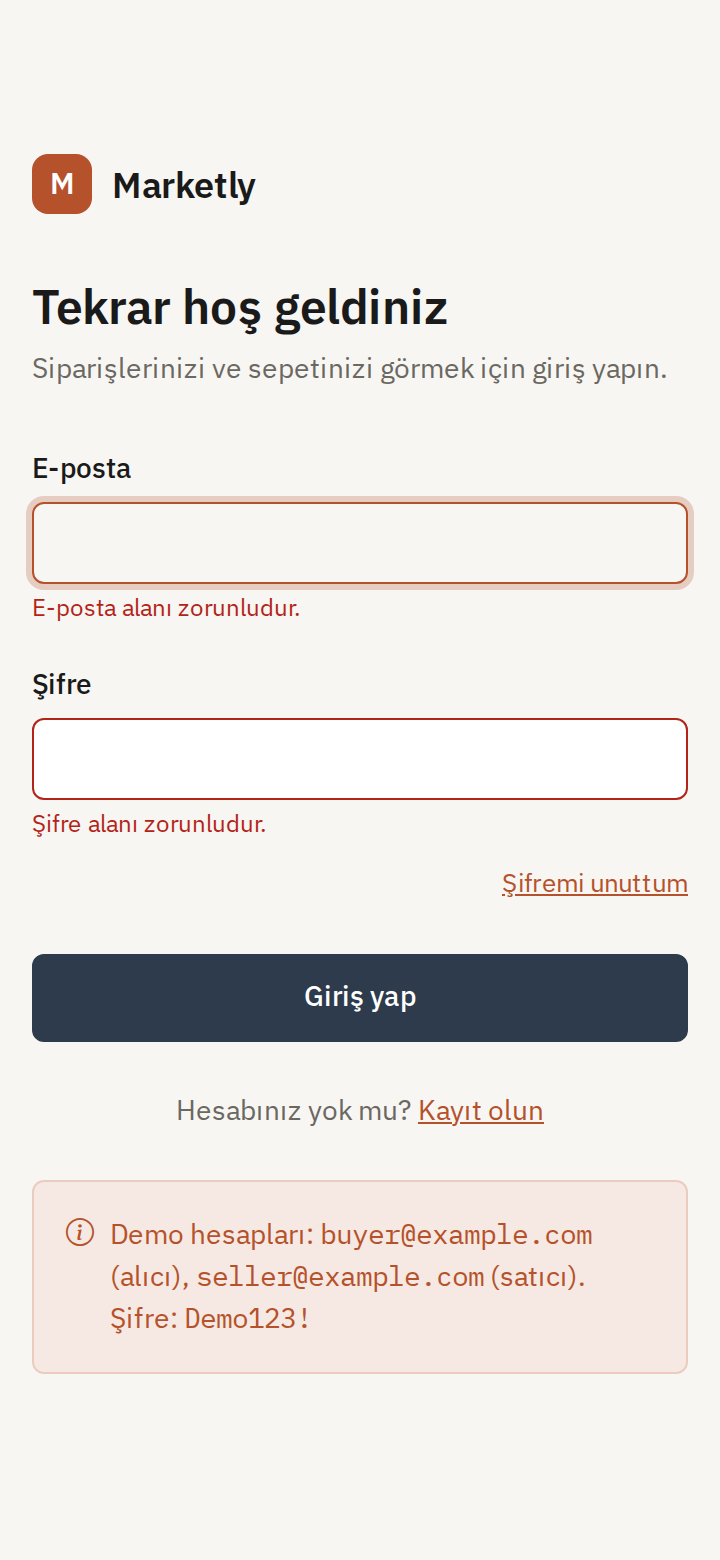 M
Marketly
Tekrar hoş geldiniz
Siparişlerinizi ve sepetinizi görmek için giriş yapın.
E-posta
E-posta alanı zorunludur.
Şifre
Şifre alanı zorunludur.
Şifremi unuttum
Giriş yap
Hesabınız yok mu? Kayıt olun
Demo hesapları: buyer@example.com
(alıcı), seller@example.com (satıcı).
Şifre: Demo123!